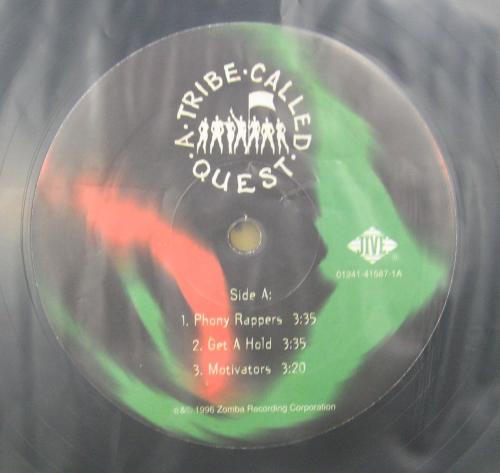 ·A·TRIBE·CALLED·
QUEST
JIVE
®
01241-41587-1A
Side A:
1. Phony Rappers 3:35
2. Get A Hold 3:35
3. Motivators 3:20
℗&© 1996 Zomba Recording Corporation